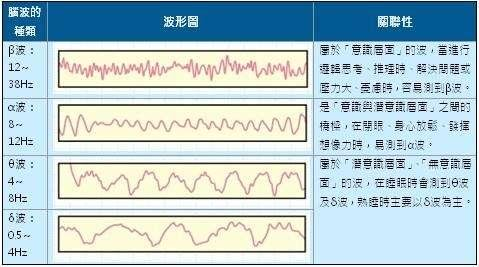 腦波的
種類
波形圖
關聯性
β波：
12～
38Hz
屬於「意識層面」的波，當進行
邏輯思考、推理時、解決問題或
壓力大、憂慮時，容易測到β波。
α波：
8～
12Hz
是「意識與潛意識層面」之間的
橋樑，在閉眼、身心放鬆、發揮
想像力時，易測到α波。
θ波：
4～
8Hz
屬於「潛意識層面」、「無意識層
面」的波，在睡眠時會測到θ波
及δ波，熟睡時主要以δ波為主。
δ波：
0.5～
4Hz